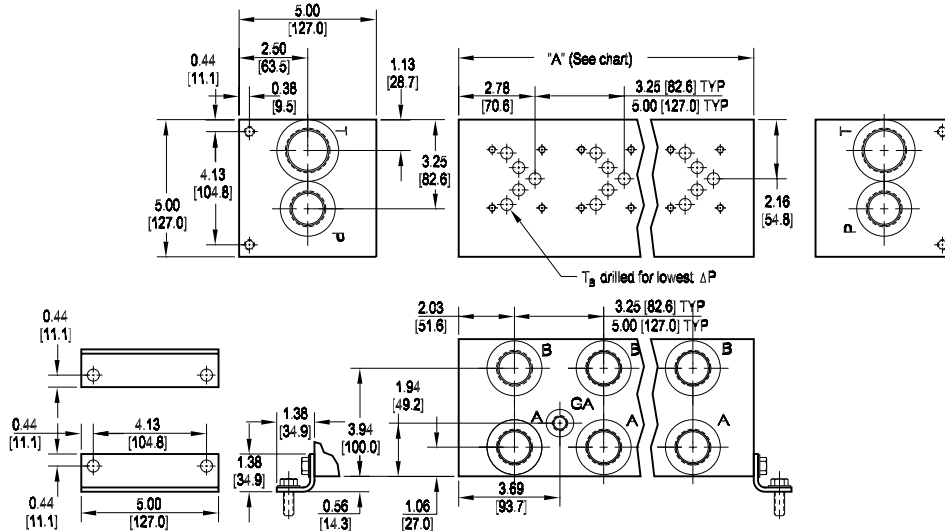 5.00
[127.0]
2.50
[63.5]
0.44
[11.1]
0.38
[9.5]
1.13
[28.7]
"A" (See chart)
2.78
[70.6]
3.25 [82.6] TYP
5.00 [127.0] TYP
T
T
5.00
[127.0]
4.13
[104.8]
3.25
[82.6]
2.16
[54.8]
P
P
TB drilled for lowest ΔP
2.03
[51.6]
3.25 [82.6] TYP
5.00 [127.0] TYP
0.44
[11.1]
B
B
B
1.94
[49.2]
GA
1.38
[34.9]
3.94
[100.0]
A
A
A
0.44
[11.1]
4.13
[104.8]
1.38
[34.9]
3.69
[93.7]
0.44
[11.1]
5.00
[127.0]
0.56
[14.3]
1.06
[27.0]